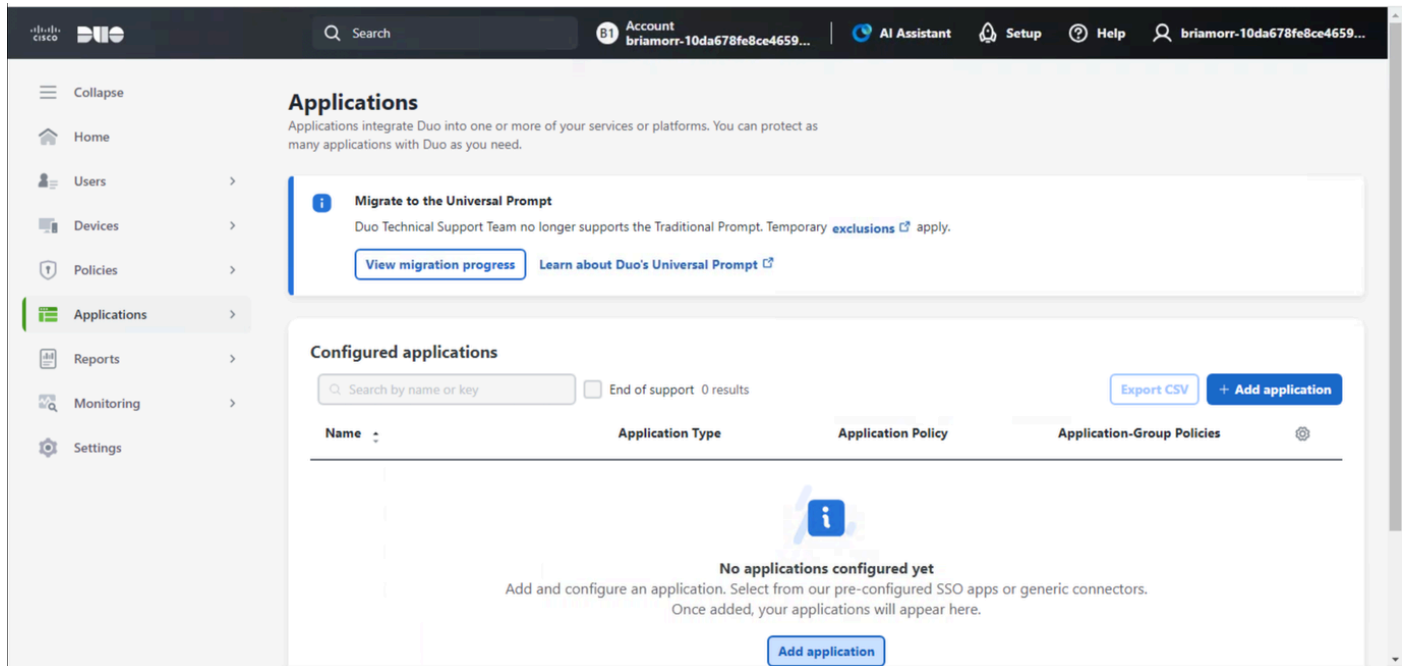 cisco DUO
Search
B1 Account
briamorr-10da678fe8ce4659...
AI Assistant
Setup
Help
briamorr-10da678fe8ce4659...
Collapse
Home
Users
Devices
Policies
Applications
Reports
Monitoring
Settings
Applications
Applications integrate Duo into one or more of your services or platforms. You can protect as
many applications with Duo as you need.
Migrate to the Universal Prompt
Duo Technical Support Team no longer supports the Traditional Prompt. Temporary exclusions apply.
View migration progress Learn about Duo's Universal Prompt
Configured applications
Search by name or key End of support 0 results Export CSV + Add application
Name Application Type Application Policy Application-Group Policies
No applications configured yet
Add and configure an application. Select from our pre-configured SSO apps or generic connectors.
Once added, your applications will appear here.
Add application